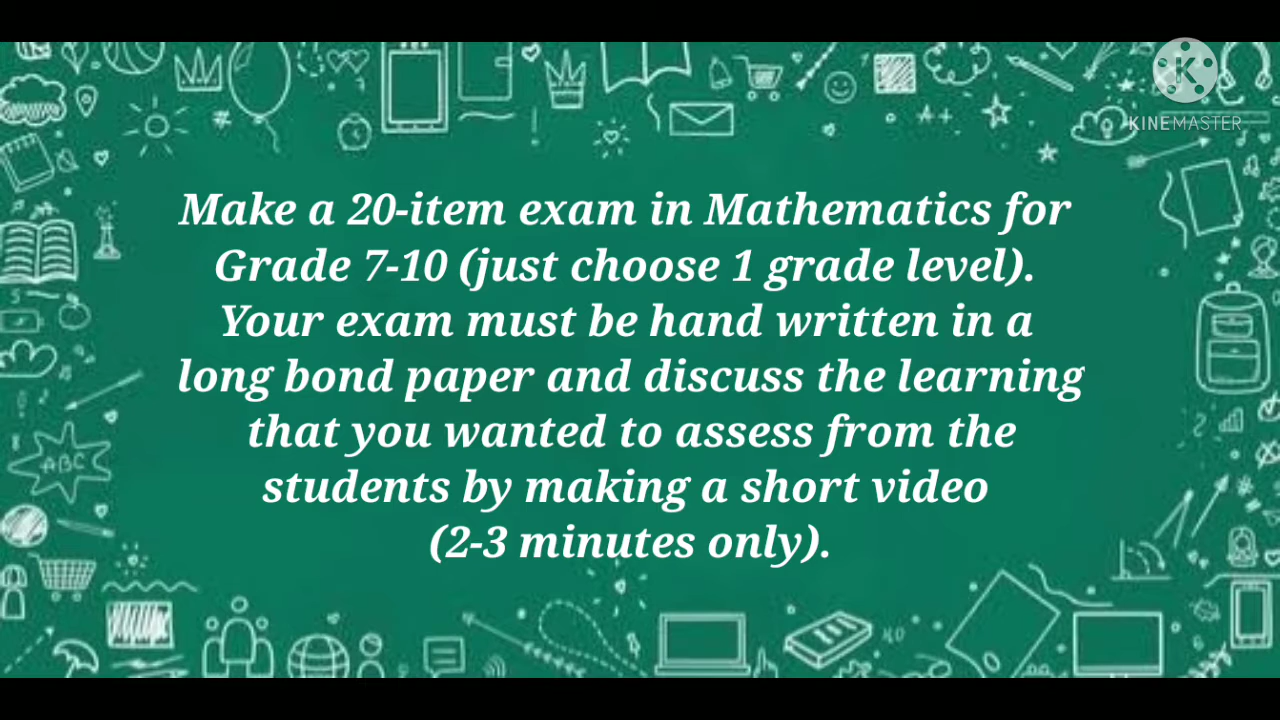 KINEMASTER
Make a 20-item exam in Mathematics for
Grade 7-10 (just choose 1 grade level).
Your exam must be hand written in a
long bond paper and discuss the learning
that you wanted to assess from the
students by making a short video
(2-3 minutes only).
ABC